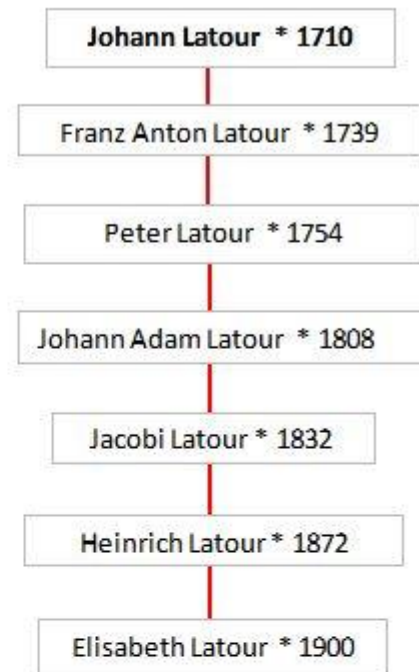 Johann Latour * 1710
Franz Anton Latour * 1739
Peter Latour * 1754
Johann Adam Latour * 1808
Jacobi Latour * 1832
Heinrich Latour * 1872
Elisabeth Latour * 1900